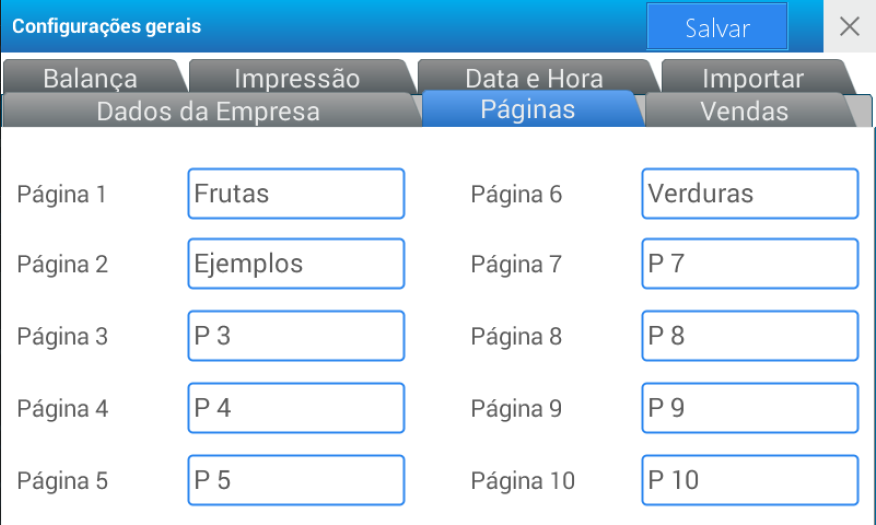 Configurações gerais Salvar
Balança Impressão Data e Hora Importar
Dados da Empresa Páginas Vendas
Página 1 Frutas Página 6 Verduras
Página 2 Ejemplos Página 7 P 7
Página 3 P 3 Página 8 P 8
Página 4 P 4 Página 9 P 9
Página 5 P 5 Página 10 P 10